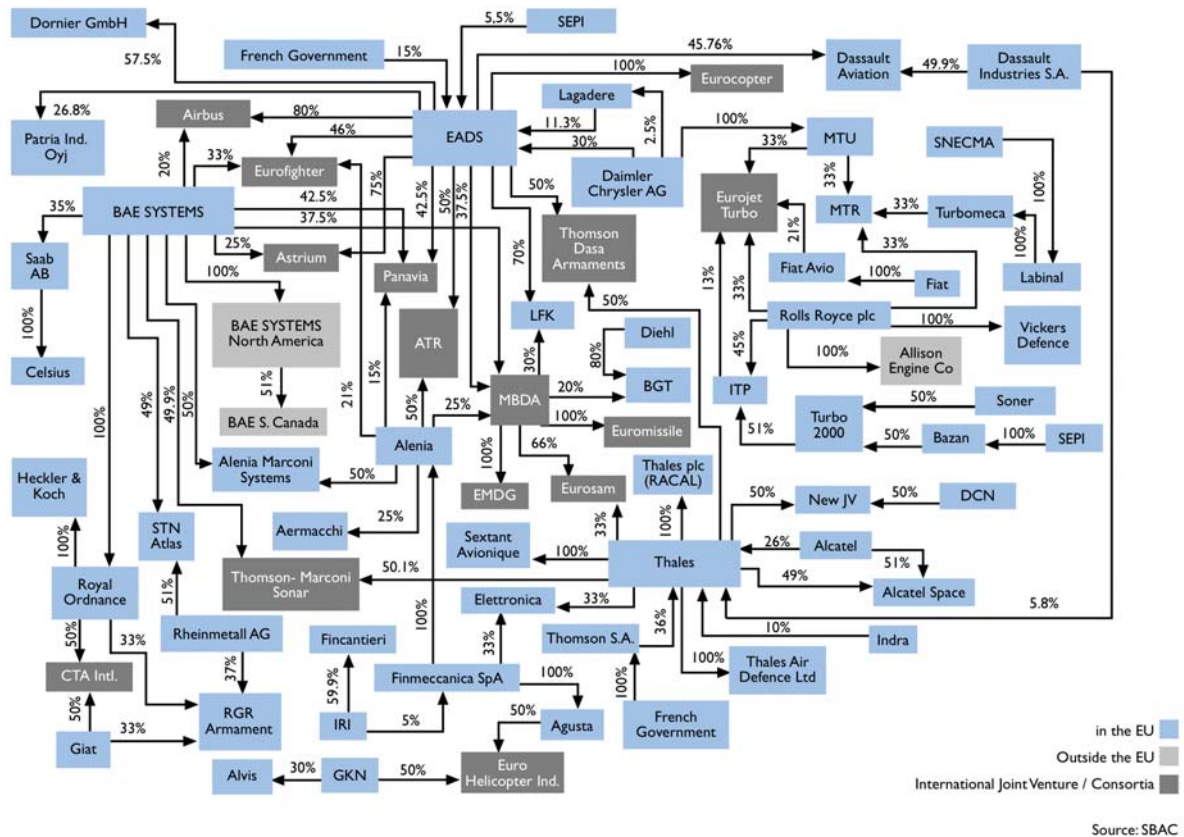 Dornier GmbH
5,5%
SEPI
45.76%
57.5%
French Government
15%
100%
Eurocopter
Dassault
Aviation
49.9%
Dassault
Industries S.A.
26.8%
Airbus
80%
Lagadere
11.3%
2.5%
100%
Patria Ind.
Oyj
EADS
MTU
SNECMA
46%
30%
33%
20%
33%
Eurofighter
75%
Daimler
Chrysler AG
33%
100%
42.5%
50%
37.5%
50%
35%
BAE SYSTEMS
42.5%
37.5%
Eurojet
Turbo
MTR
33%
Turbomeca
Saab
AB
25%
Astrium
Panavia
Thomson
Dasa
Armaments
21%
33%
100%
100%
70%
Fiat Avio
100%
Fiat
Labinal
13%
33%
50%
BAE SYSTEMS
North America
ATR
LFK
Diehl
Rolls Royce plc
100%
Vickers
Defence
100%
15%
30%
80%
45%
100%
Allison
Engine Co
Celsius
51%
21%
50%
MBDA
20%
BGT
ITP
49%
49.9%
50%
BAE S. Canada
25%
100%
Euromissile
Turbo
2000
50%
Soner
51%
50%
Bazan
100%
SEPI
100%
Alenia
66%
Alenia Marconi
Systems
50%
100%
EMDG
Eurosam
Thales plc
(RACAL)
Heckler &
Koch
50%
New JV
50%
DCN
STN
Atlas
Aermacchi
25%
Sextant
Avionique
100%
33%
100%
26%
Alcatel
100%
Thales
51%
Royal
Ordnance
51%
Thomson- Marconi
Sonar
50.1%
49%
Alcatel Space
Elettronica
33%
5.8%
50%
33%
Rheinmetall AG
Fincantieri
100%
33%
Thomson S.A.
36%
10%
Indra
CTA Intl.
37%
59.9%
Finmeccanica SpA
100%
100%
100%
Thales Air
Defence Ltd
50%
RGR
Armament
Giat
33%
IRI
5%
50%
Agusta
French
Government
Alvis
30%
GKN
50%
Euro
Helicopter Ind.
in the EU
Outside the EU
International Joint Venture / Consortia
Source: SBAC